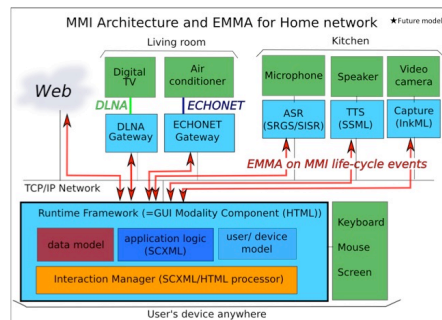 MMI Architecture and EMMA for Home network
★Future model
Living room
Kitchen
Web
Digital
TV
Air
conditioner
Microphone
Speaker
Video
camera
DLNA
ECHONET
DLNA
Gateway
ECHONET
Gateway
ASR
(SRGS/SISR)
TTS
(SSML)
Capture
(InkML)
EMMA on MMI life-cycle events
TCP/IP Network
Runtime Framework (=GUI Modality Component (HTML))
data model
application logic
(SCXML)
user/ device
model
Interaction Manager (SCXML/HTML processor)
Keyboard
Mouse
Screen
User's device anywhere